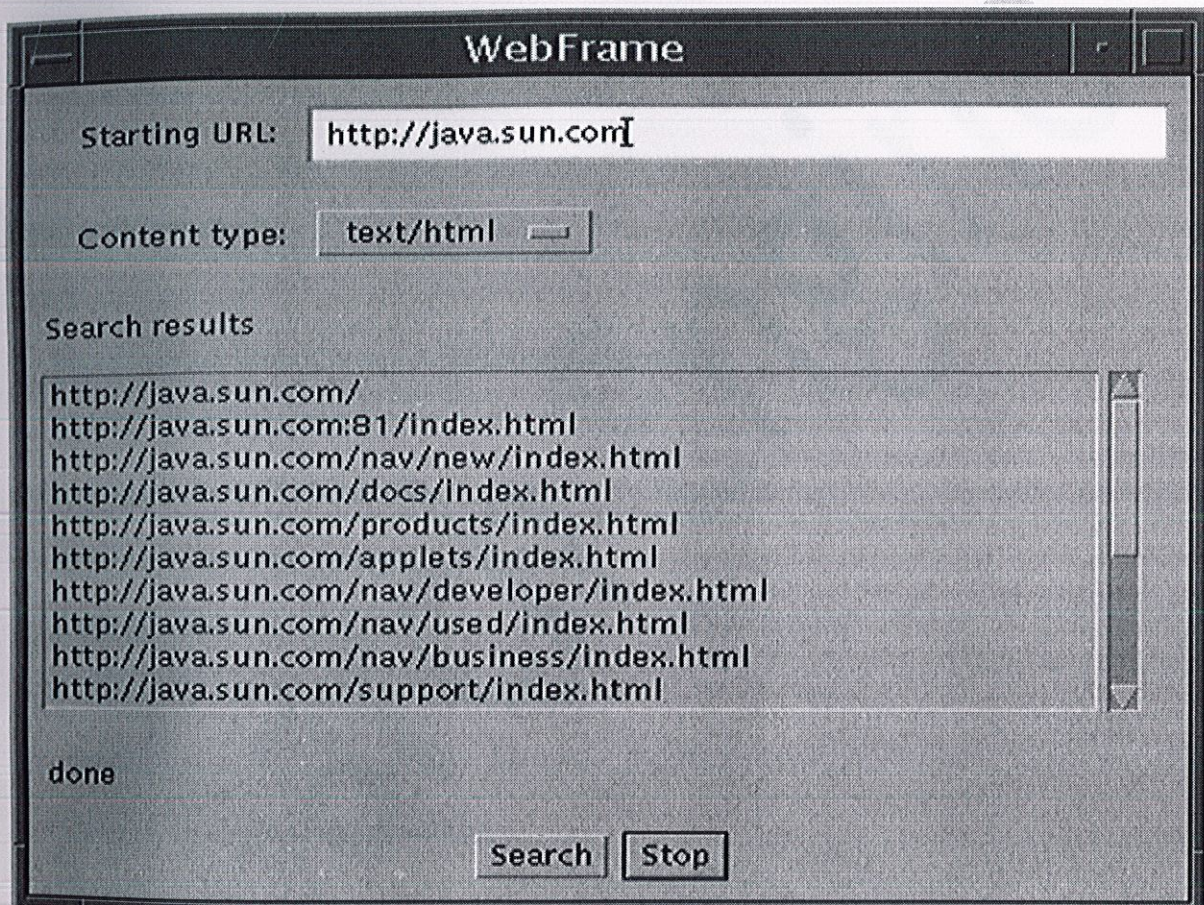 WebFrame
Starting URL: http://java.sun.com
Content type: text/html
Search results
http://java.sun.com/
http://java.sun.com:81/index.html
http://java.sun.com/nav/new/index.html
http://java.sun.com/docs/index.html
http://java.sun.com/products/index.html
http://java.sun.com/applets/index.html
http://java.sun.com/nav/developer/index.html
http://java.sun.com/nav/used/index.html
http://java.sun.com/nav/business/index.html
http://java.sun.com/support/index.html
done
Search Stop